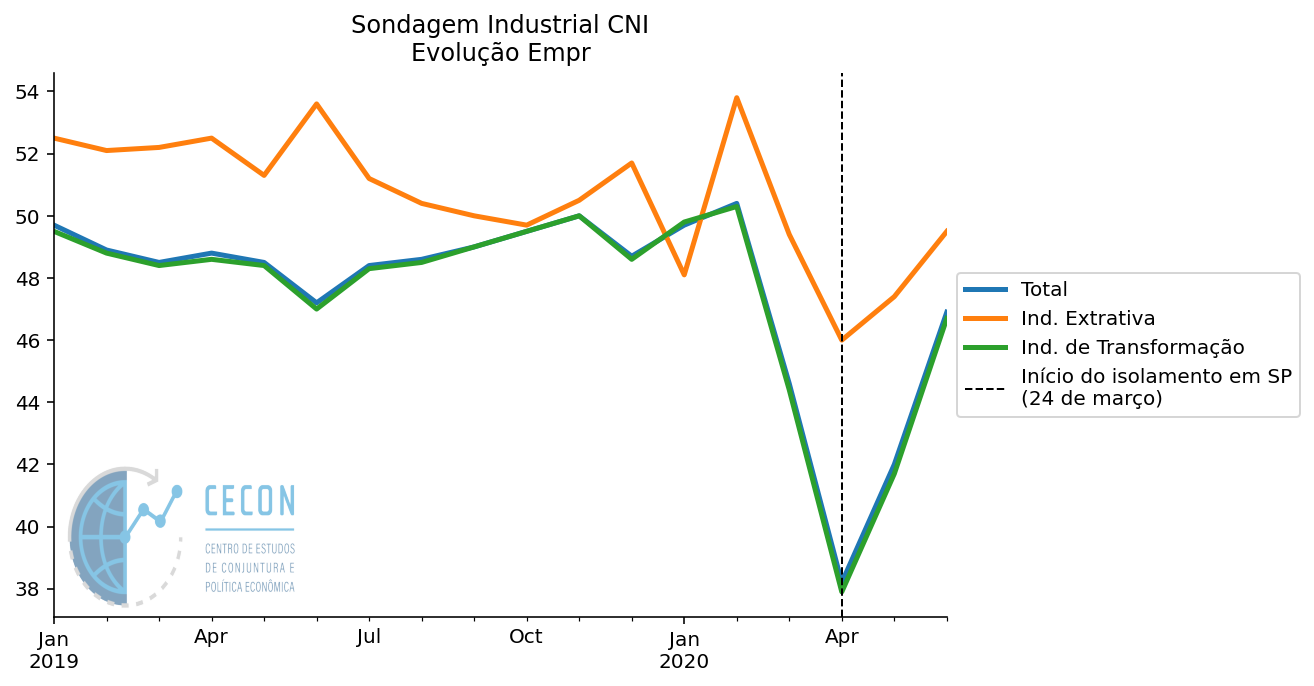 Sondagem Industrial CNI
Evolução Empr
54
52
50
48
46
44
42
40
38
Jan
2019
Apr
Jul
Oct
Jan
2020
Apr
Total
Ind. Extrativa
Ind. de Transformação
Início do isolamento em SP
(24 de março)
CECON
CENTRO DE ESTUDOS
DE CONJUNTURA E
POLÍTICA ECONÔMICA